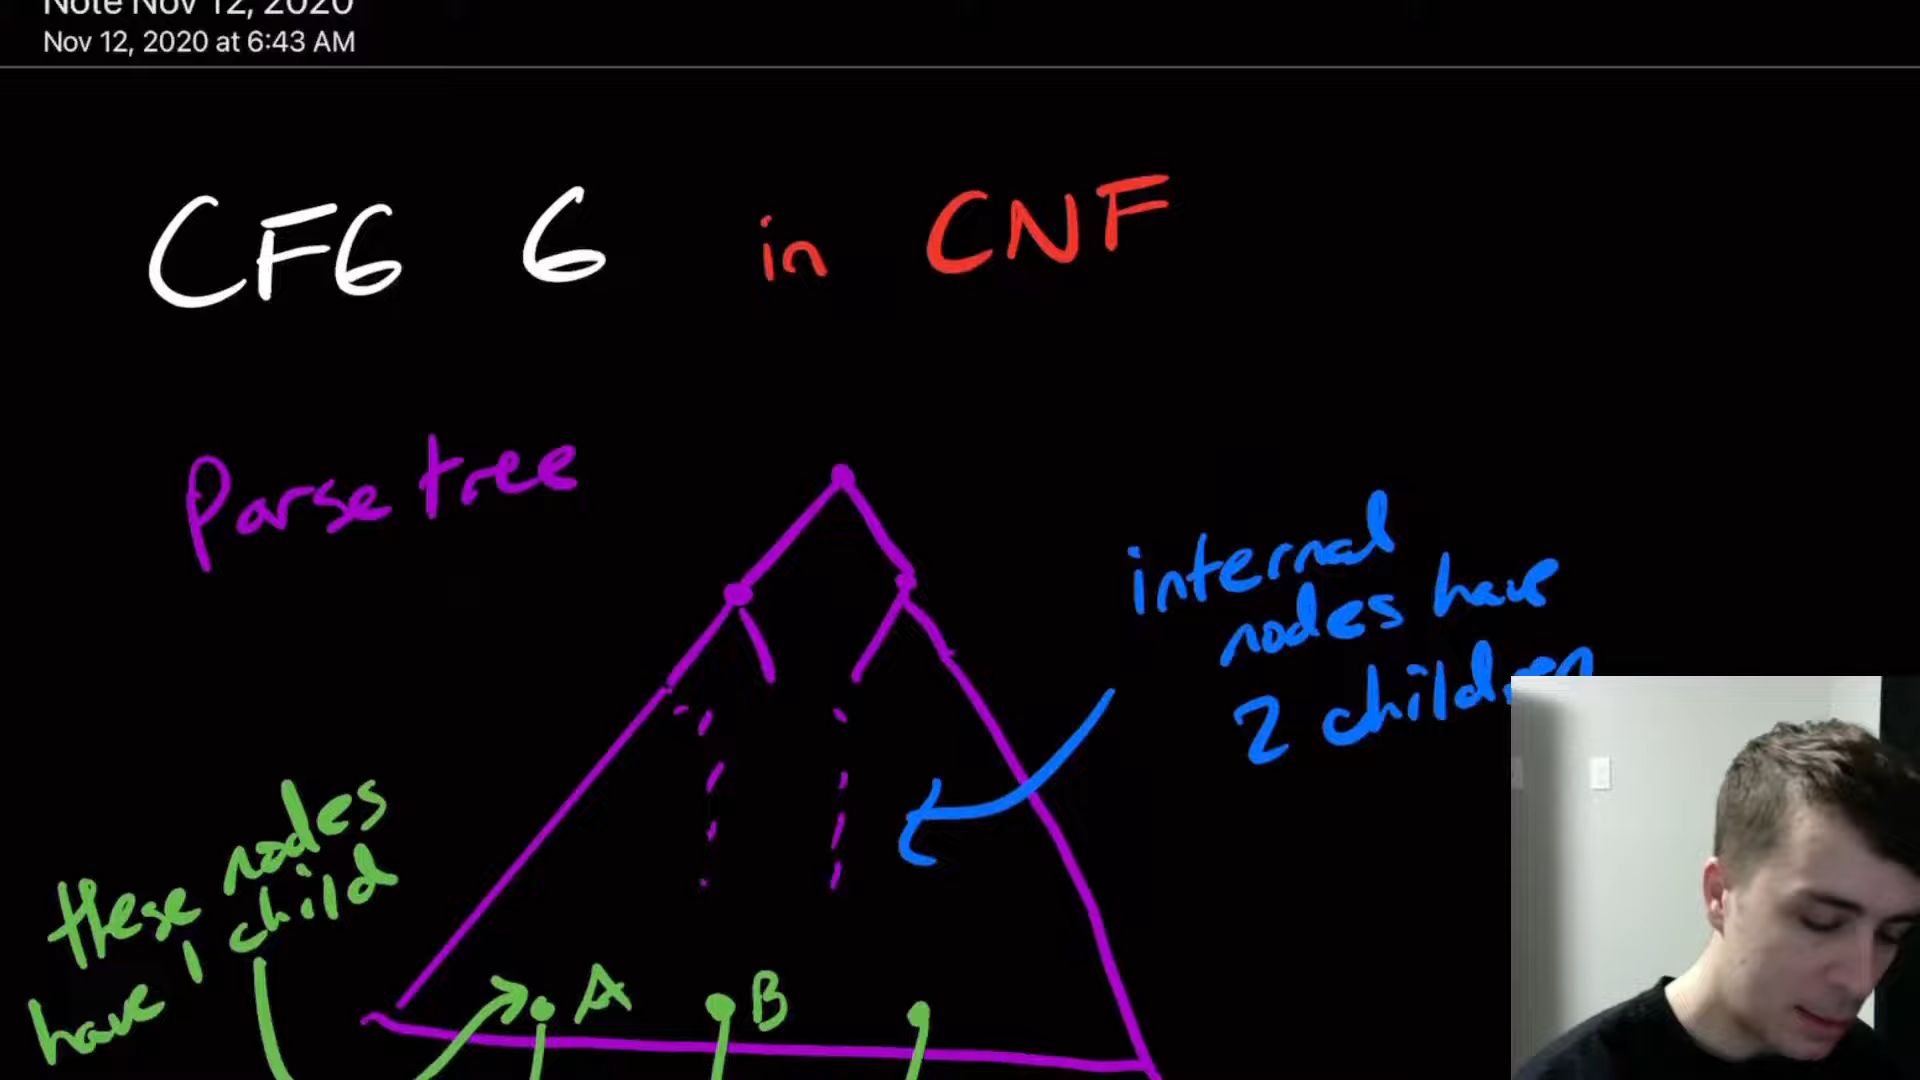 Note Nov 12, 2020
Nov 12, 2020 at 6:43 AM
CFG G in CNF
Parse tree
internal
nodes have
2 children
these nodes
have 1 child
A
B